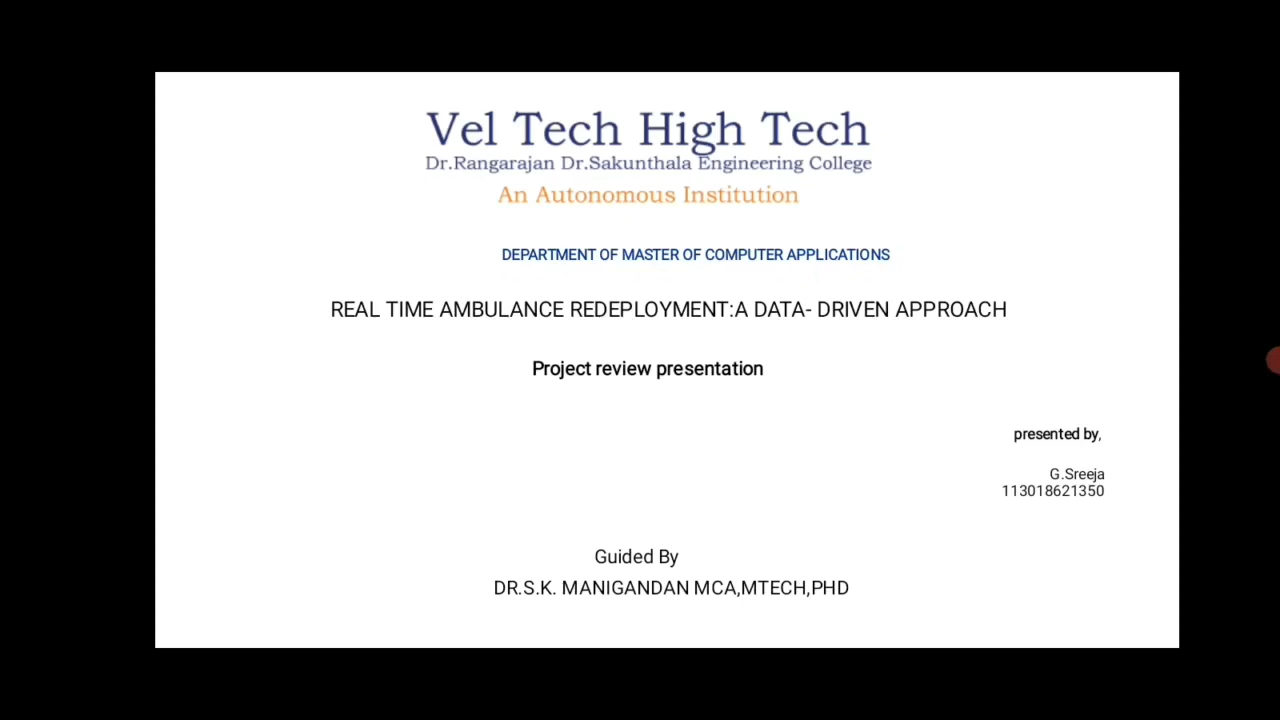 Vel Tech High Tech
Dr.Rangarajan Dr.Sakunthala Engineering College
An Autonomous Institution
DEPARTMENT OF MASTER OF COMPUTER APPLICATIONS
REAL TIME AMBULANCE REDEPLOYMENT:A DATA- DRIVEN APPROACH
Project review presentation
presented by,
G.Sreeja
113018621350
Guided By
DR.S.K. MANIGANDAN MCA,MTECH,PHD